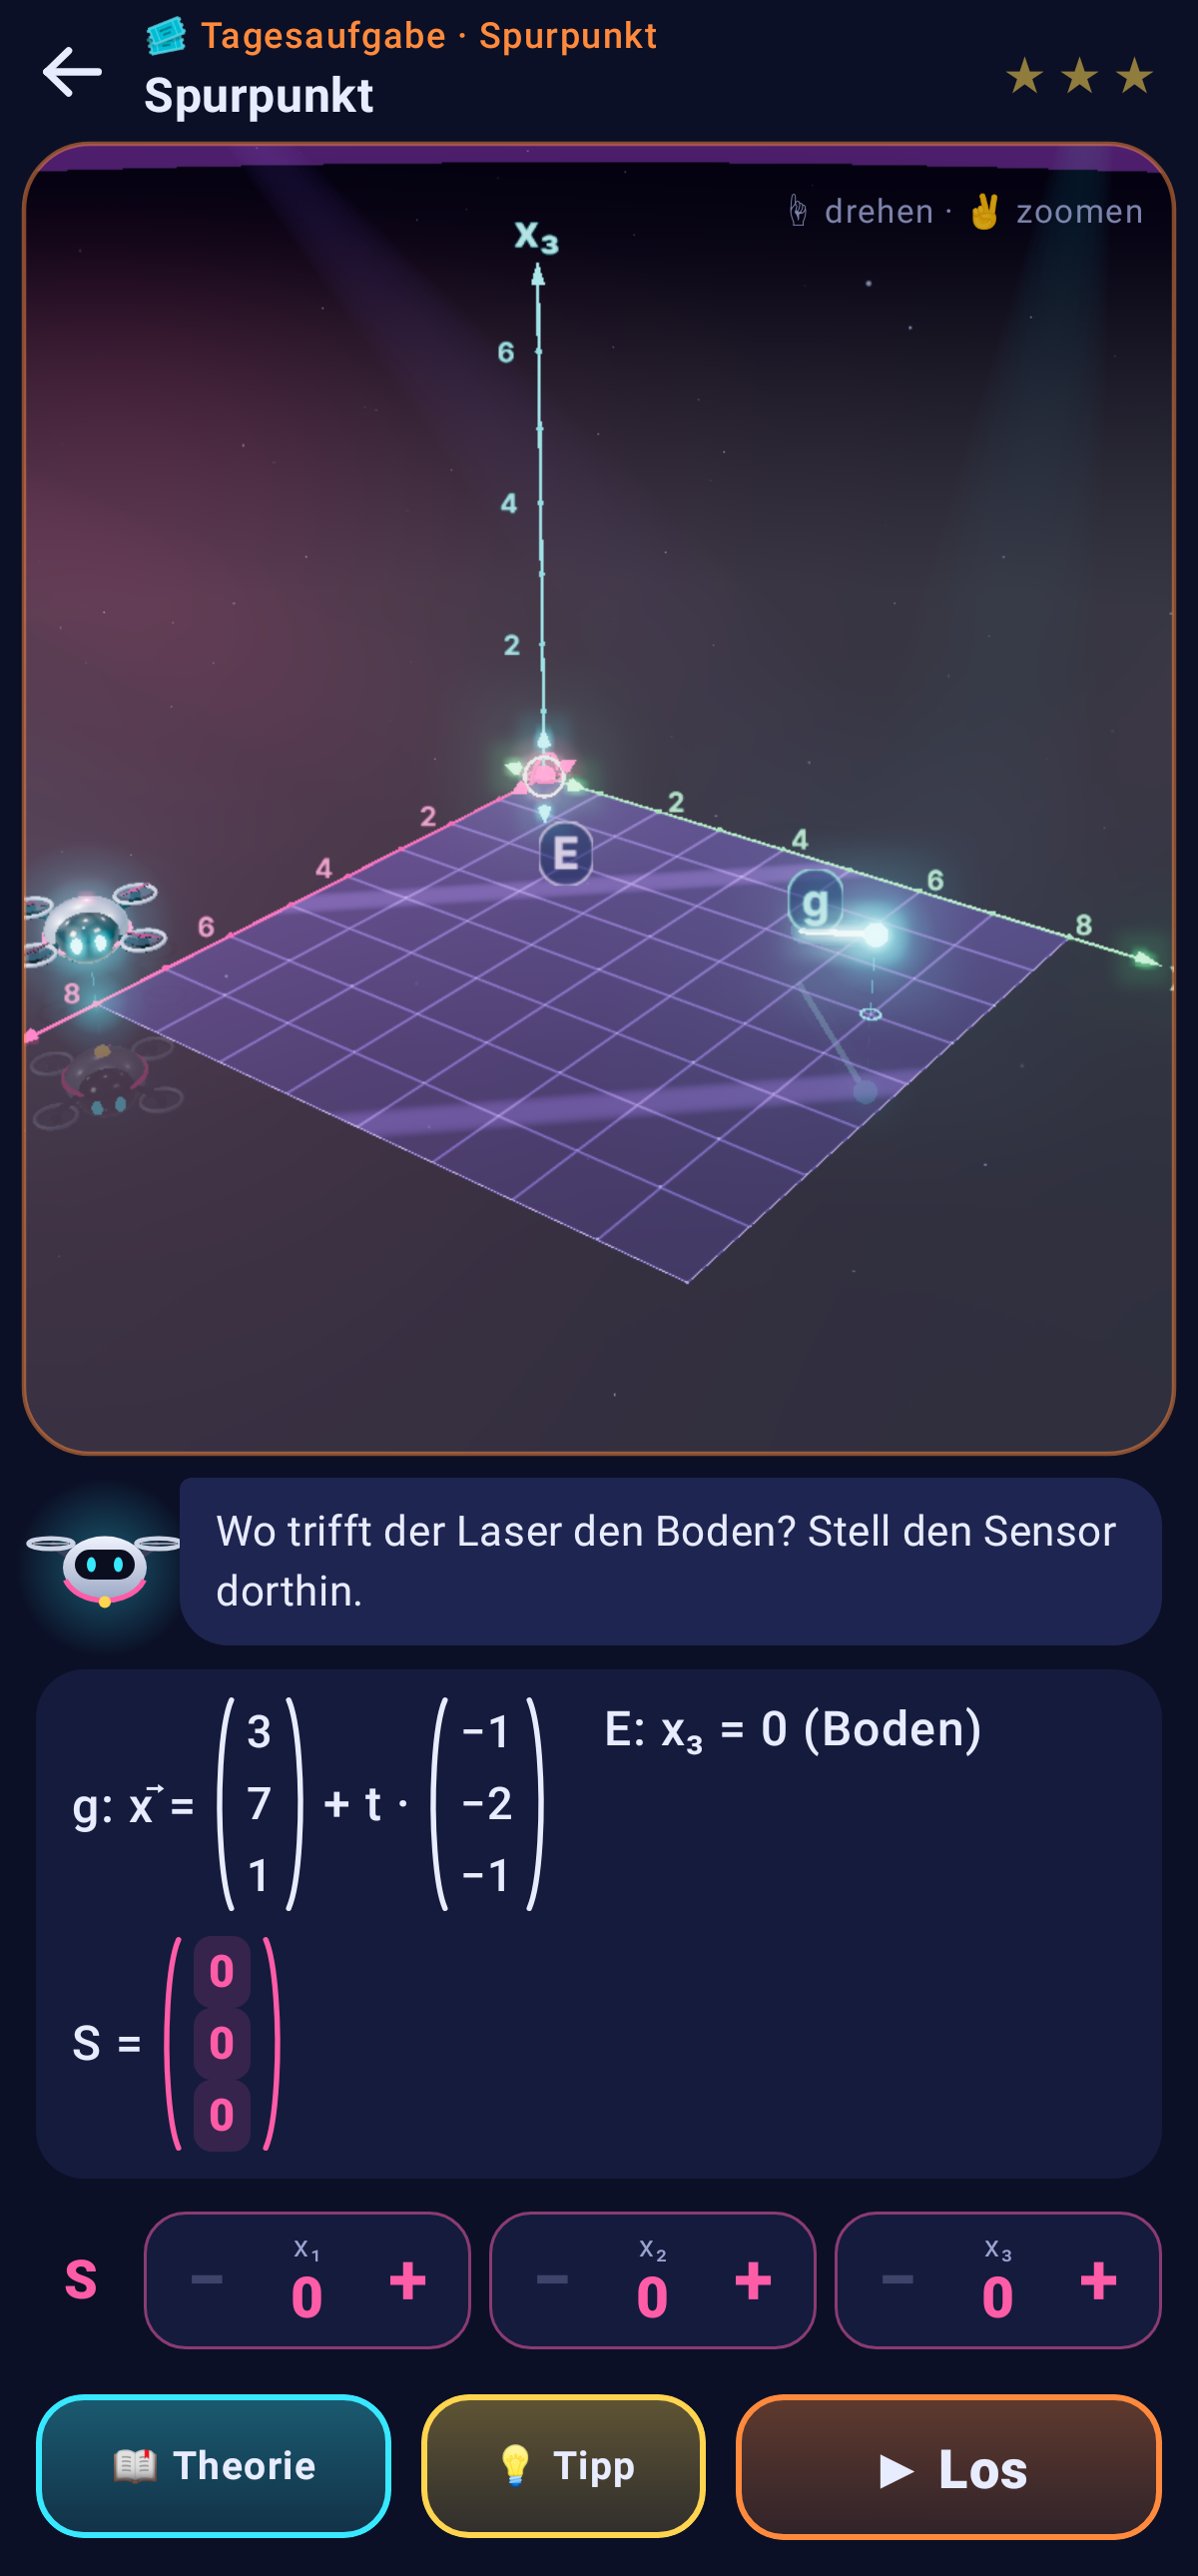 Tagesaufgabe · Spurpunkt
Spurpunkt
★ ★ ★
☝ drehen · ✌ zoomen
x₃
6
4
2
2
4
6
8
2
4
6
8
E
g
Wo trifft der Laser den Boden? Stell den Sensor
dorthin.
g: x⃗ = (3 7 1) + t · (−1 −2 −1)
E: x₃ = 0 (Boden)
S = (0 0 0)
S
x₁
− 0 +
x₂
− 0 +
x₃
− 0 +
📖 Theorie
💡 Tipp
▶ Los